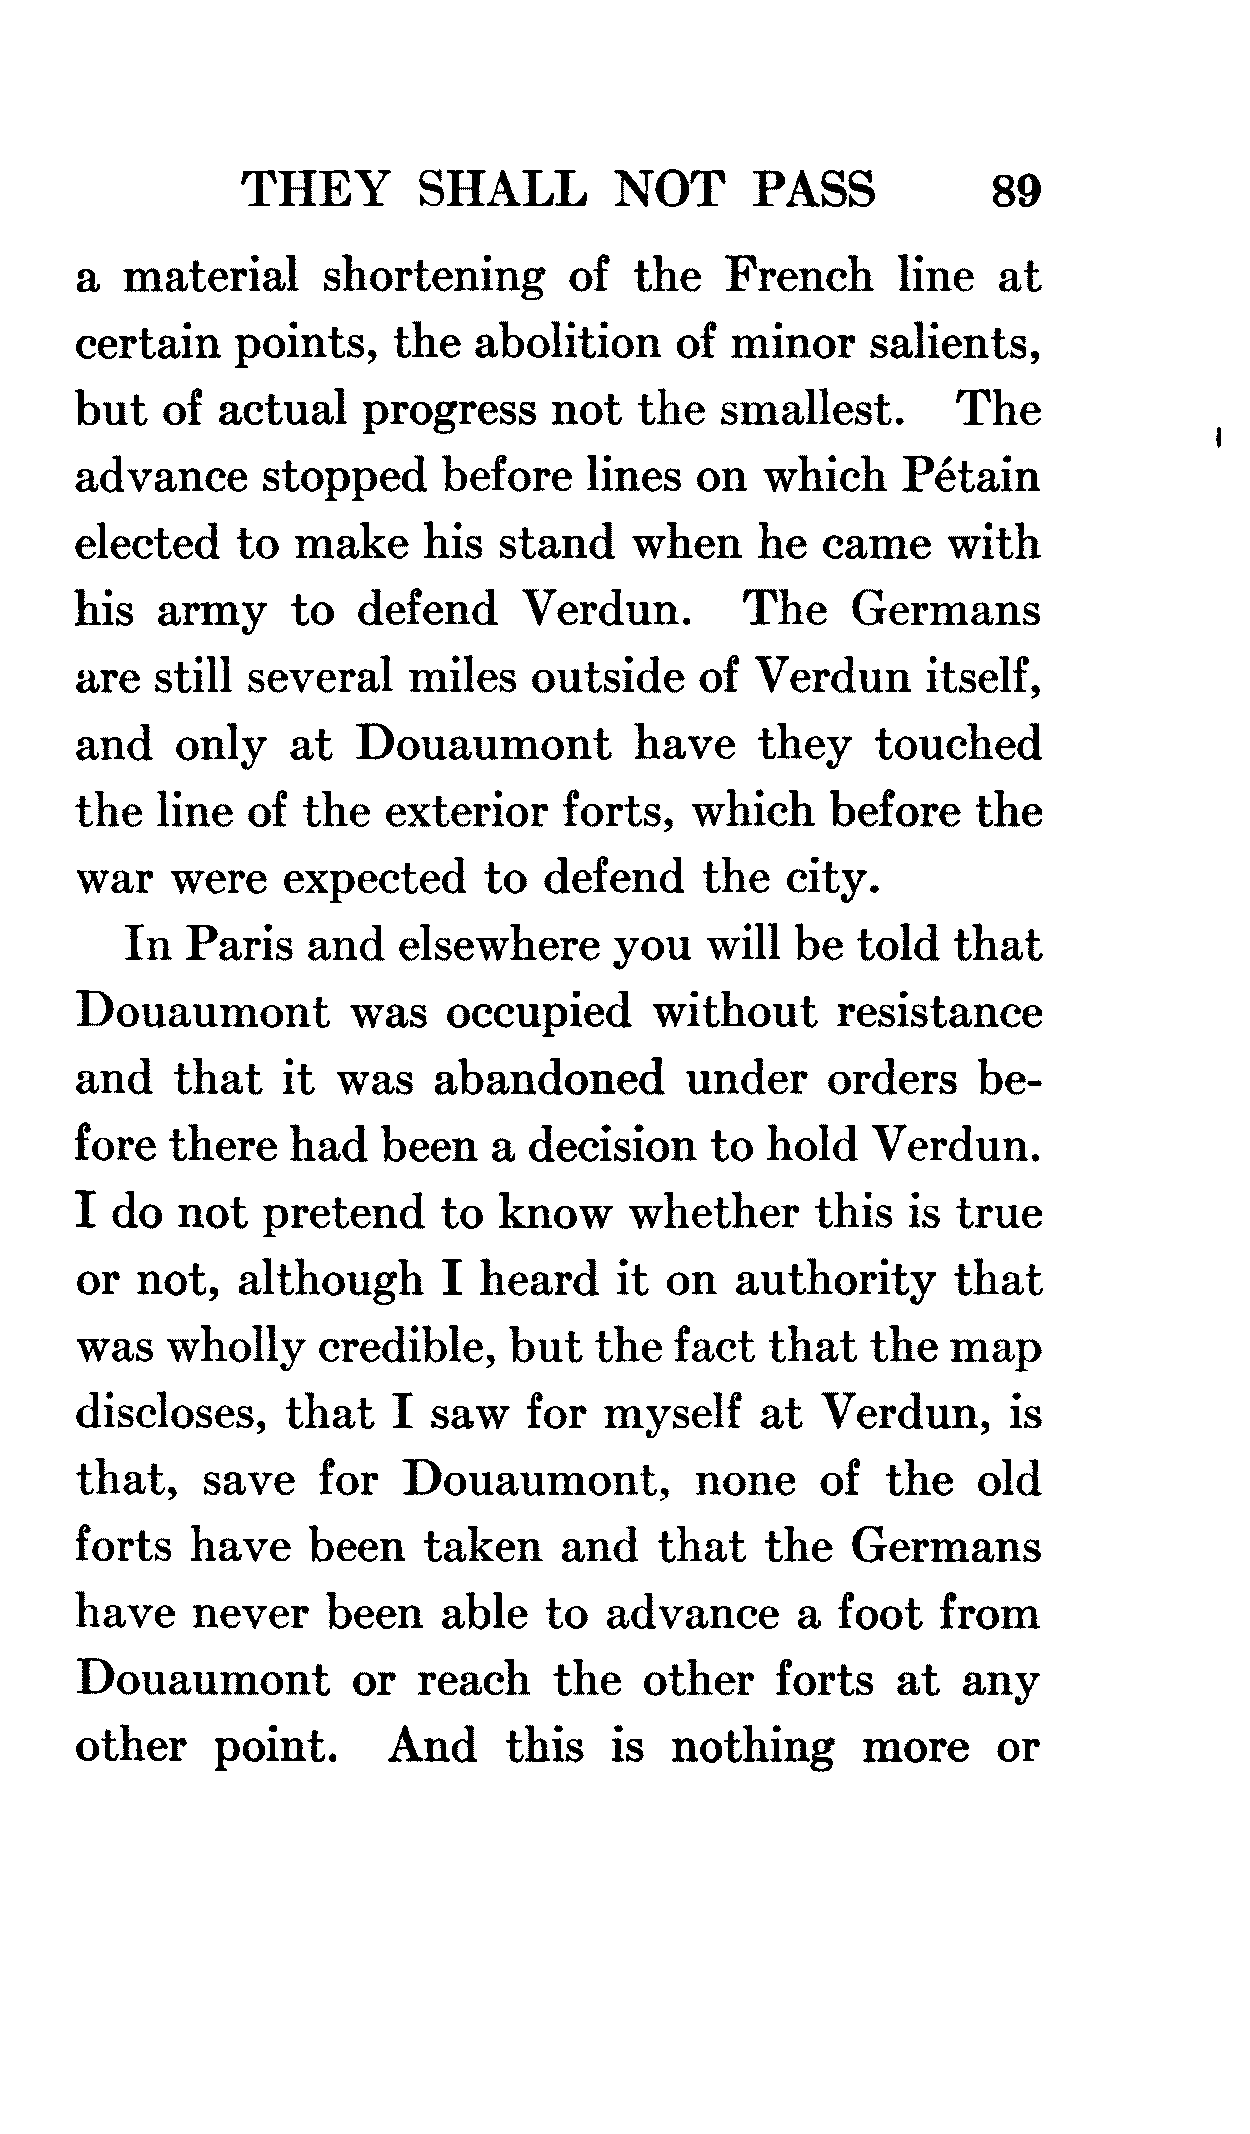 THEY SHALL NOT PASS 89
a material shortening of the French line at
certain points, the abolition of minor salients,
but of actual progress not the smallest. The
advance stopped before lines on which Pétain
elected to make his stand when he came with
his army to defend Verdun. The Germans
are still several miles outside of Verdun itself,
and only at Douaumont have they touched
the line of the exterior forts, which before the
war were expected to defend the city.
In Paris and elsewhere you will be told that
Douaumont was occupied without resistance
and that it was abandoned under orders be-
fore there had been a decision to hold Verdun.
I do not pretend to know whether this is true
or not, although I heard it on authority that
was wholly credible, but the fact that the map
discloses, that I saw for myself at Verdun, is
that, save for Douaumont, none of the old
forts have been taken and that the Germans
have never been able to advance a foot from
Douaumont or reach the other forts at any
other point. And this is nothing more or